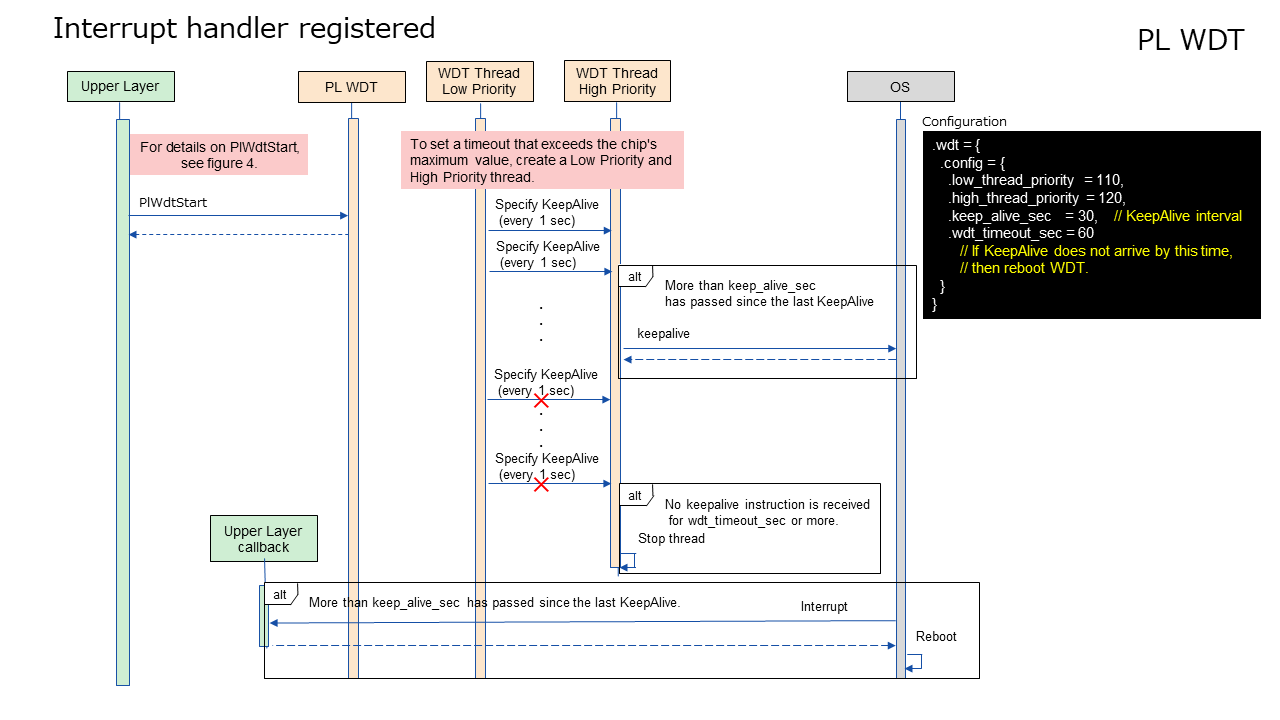 Interrupt handler registered
PL WDT
Upper Layer
PL WDT
WDT Thread
Low Priority
WDT Thread
High Priority
OS
Configuration
.wdt = {
.config = {
.low_thread_priority = 110,
.high_thread_priority = 120,
.keep_alive_sec = 30, // KeepAlive interval
.wdt_timeout_sec = 60
// If KeepAlive does not arrive by this time,
// then reboot WDT.
}
}
For details on PlWdtStart,
see figure 4.
To set a timeout that exceeds the chip's
maximum value, create a Low Priority and
High Priority thread.
PlWdtStart
Specify KeepAlive
(every 1 sec)
Specify KeepAlive
(every 1 sec)
alt
More than keep_alive_sec
has passed since the last KeepAlive
.
.
.
keepalive
Specify KeepAlive
(every 1 sec)
.
.
.
Specify KeepAlive
(every 1 sec)
alt
No keepalive instruction is received
for wdt_timeout_sec or more.
Stop thread
Upper Layer
callback
alt
More than keep_alive_sec has passed since the last KeepAlive.
Interrupt
Reboot